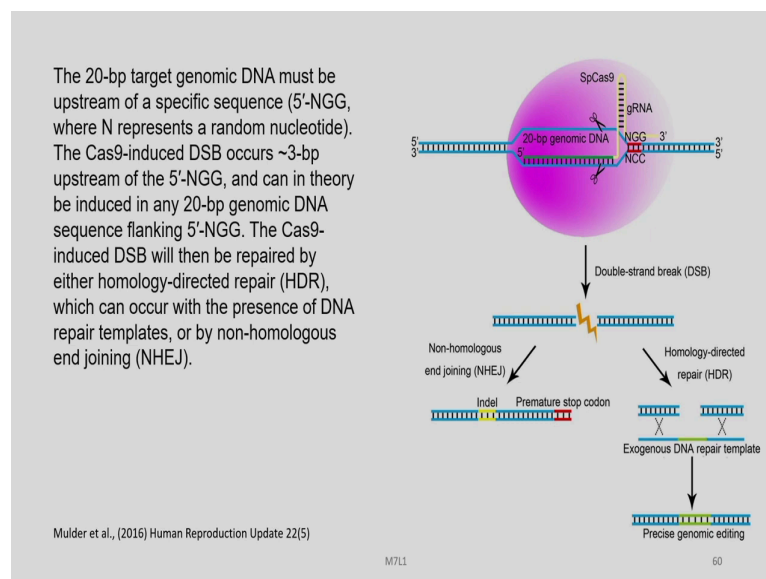 The 20-bp target genomic DNA must be
upstream of a specific sequence (5′-NGG,
where N represents a random nucleotide).
The Cas9-induced DSB occurs ~3-bp
upstream of the 5′-NGG, and can in theory
be induced in any 20-bp genomic DNA
sequence flanking 5′-NGG. The Cas9-
induced DSB will then be repaired by
either homology-directed repair (HDR),
which can occur with the presence of DNA
repair templates, or by non-homologous
end joining (NHEJ).
Mulder et al., (2016) Human Reproduction Update 22(5)
SpCas9
gRNA
20-bp genomic DNA
NGG
3'
5'
3'
5'
NCC
3'
5'
Double-strand break (DSB)
Non-homologous
end joining (NHEJ)
Homology-directed
repair (HDR)
Indel
Premature stop codon
Exogenous DNA repair template
Precise genomic editing
M7L1
60